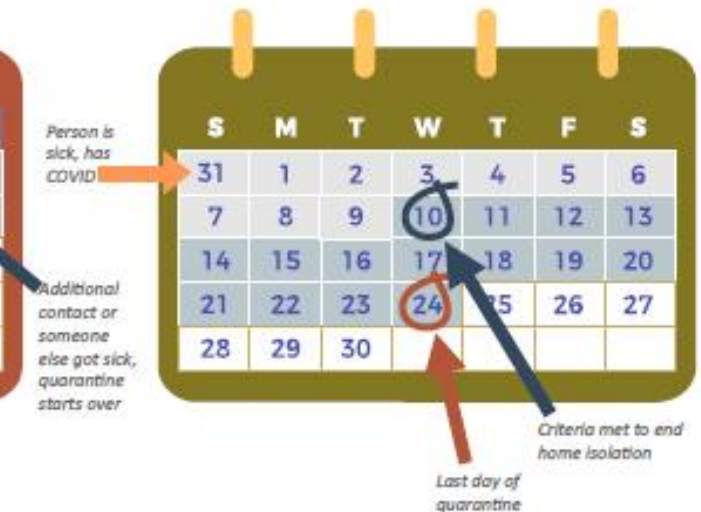 Person is
sick, has
COVID
S M T W T F S
31 1 2 3 4 5 6
7 8 9 10 11 12 13
14 15 16 17 18 19 20
21 22 23 24 25 26 27
28 29 30
Additional
contact or
someone
else got sick,
quarantine
starts over
Criteria met to end
home isolation
Last day of
quarantine